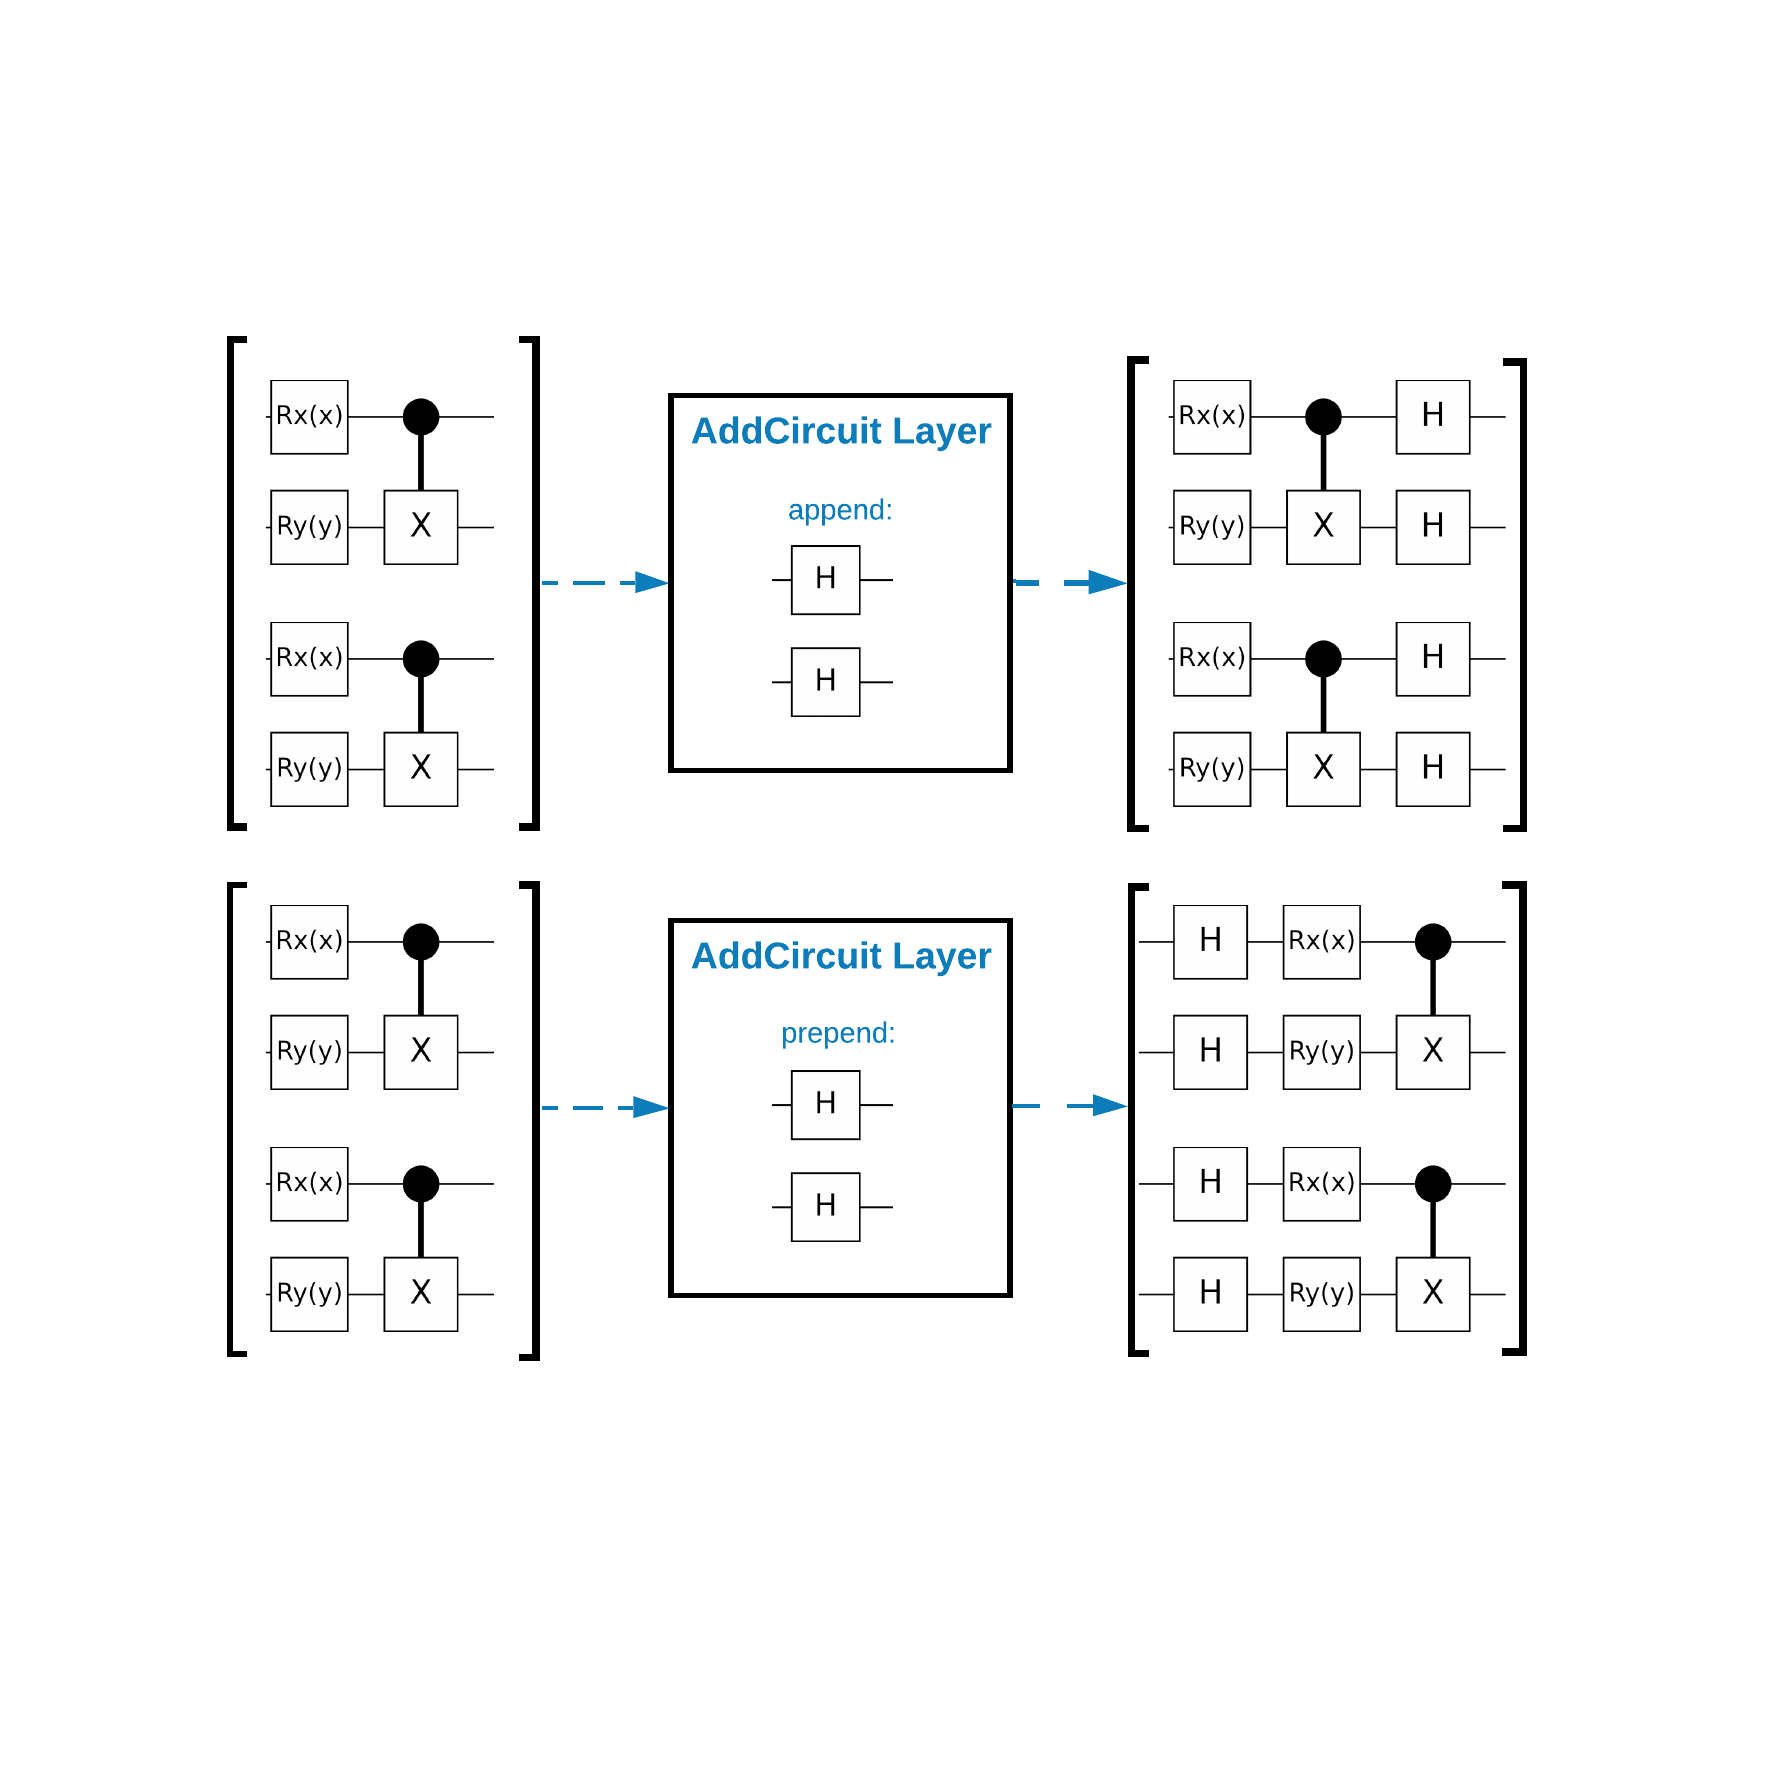 Rx(x)
Ry(y) X
Rx(x)
Ry(y) X
AddCircuit Layer
append:
H
H
Rx(x) H
Ry(y) X H
Rx(x) H
Ry(y) X H
Rx(x)
Ry(y) X
Rx(x)
Ry(y) X
AddCircuit Layer
prepend:
H
H
H Rx(x)
H Ry(y) X
H Rx(x)
H Ry(y) X